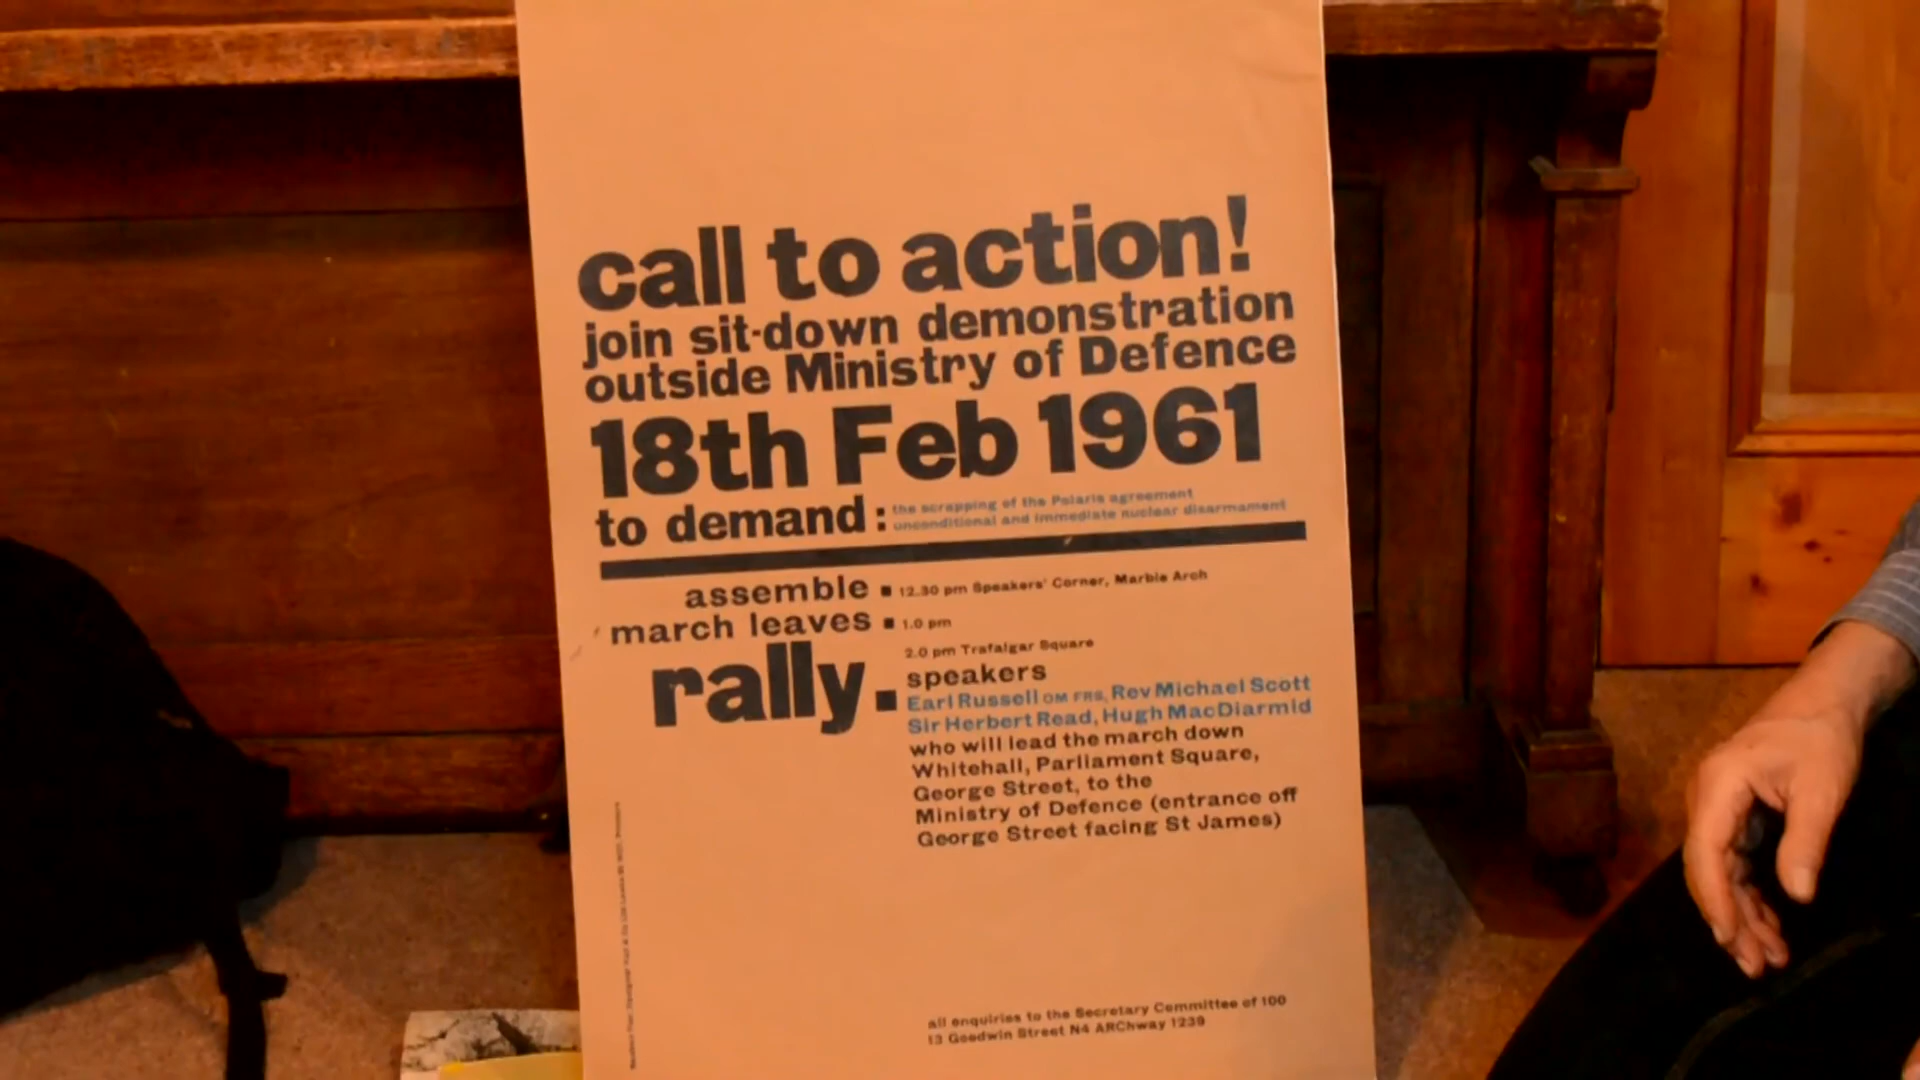 call to action!
join sit-down demonstration
outside Ministry of Defence
18th Feb 1961
to demand: the scrapping of the Polaris agreement
unconditional and immediate nuclear disarmament
assemble ▪ 12.30 pm Speakers' Corner, Marble Arch
march leaves ▪ 1.0 pm
rally. 2.0 pm Trafalgar Square
speakers
Earl Russell OM FRS, Rev Michael Scott
Sir Herbert Read, Hugh MacDiarmid
who will lead the march down
Whitehall, Parliament Square,
George Street, to the
Ministry of Defence (entrance off
George Street facing St James)
all enquiries to the Secretary Committee of 100
13 Goodwin Street N4 ARChway 1239